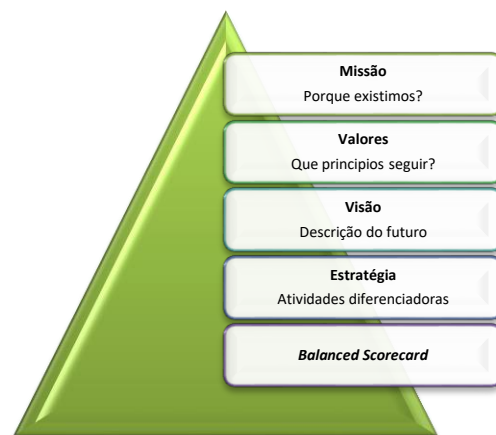 Missão
Porque existimos?
Valores
Que principios seguir?
Visão
Descrição do futuro
Estratégia
Atividades diferenciadoras
Balanced Scorecard